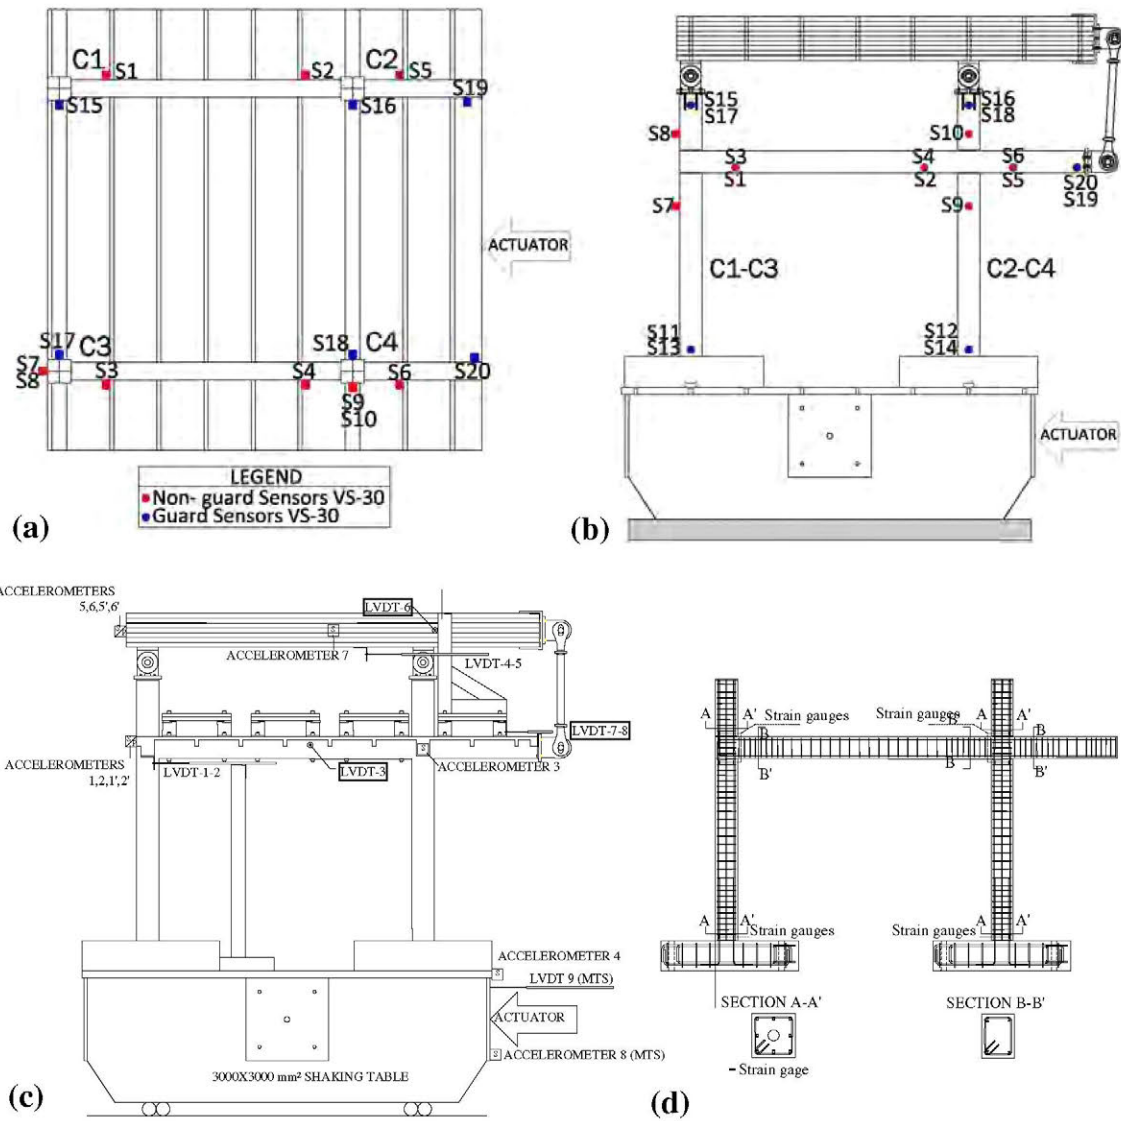 C1
S1
S2
C2
S5
S19
S15
S16
ACTUATOR
S17
C3
S18
C4
S7
S8
S3
S4
S6
S20
S9
S10
LEGEND
Non- guard Sensors VS-30
Guard Sensors VS-30
(a)
S15
S17
S16
S18
S8
S10
S3
S1
S4
S2
S6
S5
S20
S19
S7
S9
C1-C3
C2-C4
S11
S13
S12
S14
ACTUATOR
(b)
ACCELEROMETERS
5,6,5',6'
LVDT-6
ACCELEROMETER 7
LVDT-4-5
LVDT-7-8
ACCELEROMETERS
1,2,1',2'
LVDT-1-2
LVDT-3
ACCELEROMETER 3
ACCELEROMETER 4
LVDT 9 (MTS)
ACTUATOR
ACCELEROMETER 8 (MTS)
3000X3000 mm² SHAKING TABLE
(c)
A A' Strain gauges
Strain gauges A A'
B B B
B' B B'
A A' Strain gauges
Strain gauges A A'
SECTION A-A'
SECTION B-B'
- Strain gage
(d)